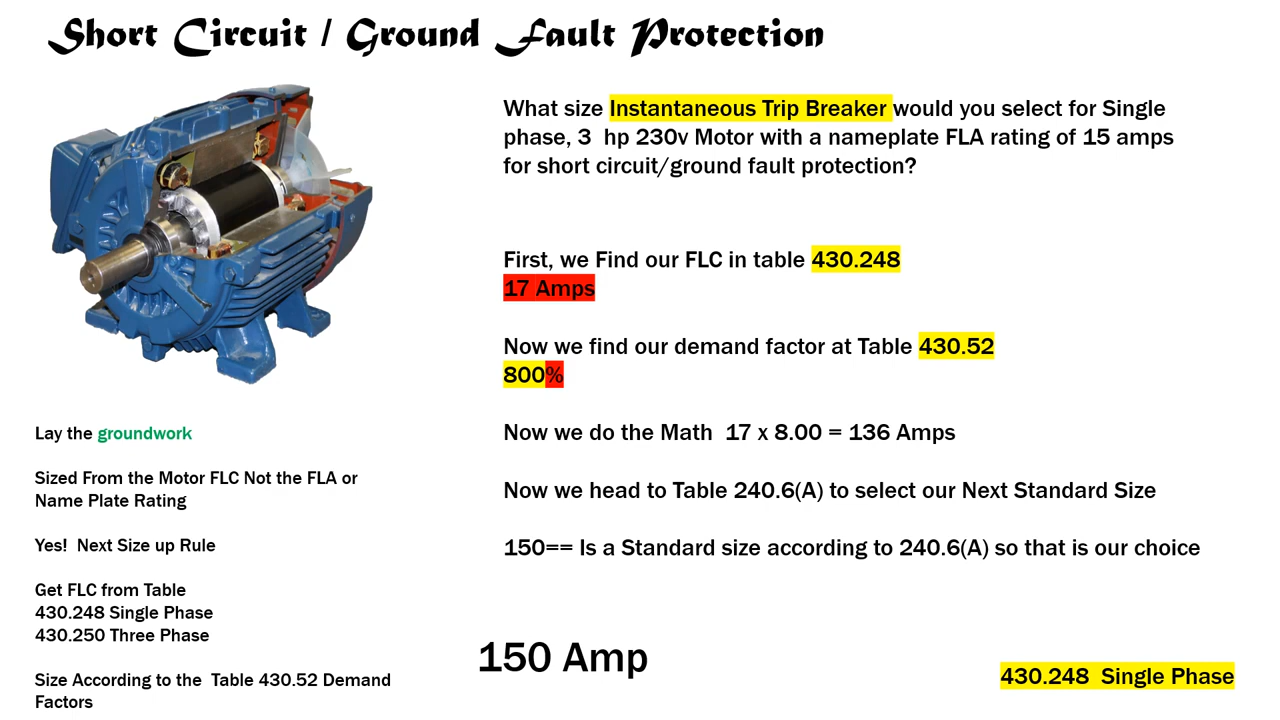 Short Circuit / Ground Fault Protection
What size Instantaneous Trip Breaker would you select for Single
phase, 3  hp 230v Motor with a nameplate FLA rating of 15 amps
for short circuit/ground fault protection?
First, we Find our FLC in table 430.248
17 Amps
Now we find our demand factor at Table 430.52
800%
Now we do the Math  17 x 8.00 = 136 Amps
Now we head to Table 240.6(A) to select our Next Standard Size
150== Is a Standard size according to 240.6(A) so that is our choice
Lay the groundwork
Sized From the Motor FLC Not the FLA or
Name Plate Rating
Yes!  Next Size up Rule
Get FLC from Table
430.248 Single Phase
430.250 Three Phase
Size According to the  Table 430.52 Demand
Factors
150 Amp
430.248  Single Phase